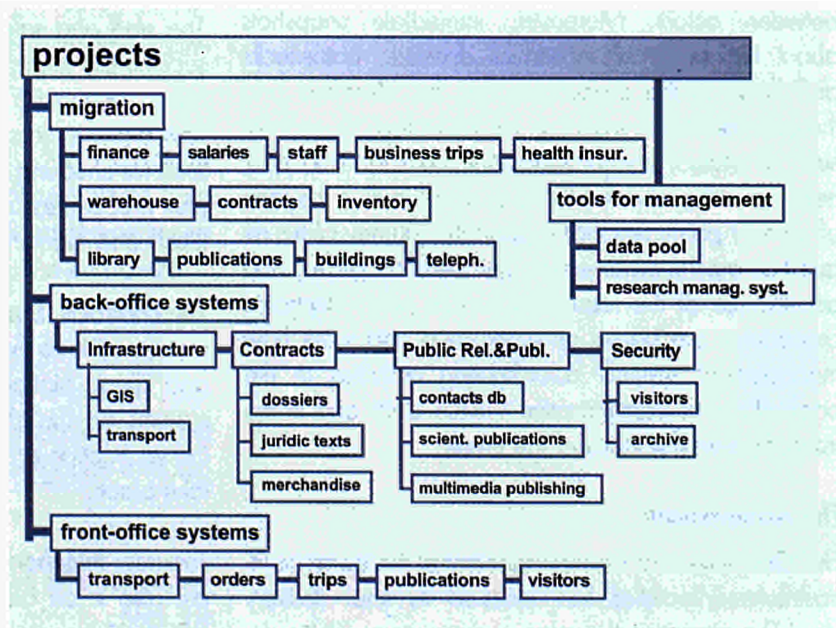 projects
migration
finance salaries staff business trips health insur.
warehouse contracts inventory
library publications buildings teleph.
tools for management
data pool
research manag. syst.
back-office systems
Infrastructure Contracts Public Rel.&Publ. Security
GIS
transport
dossiers
juridic texts
merchandise
contacts db
scient. publications
multimedia publishing
visitors
archive
front-office systems
transport orders trips publications visitors